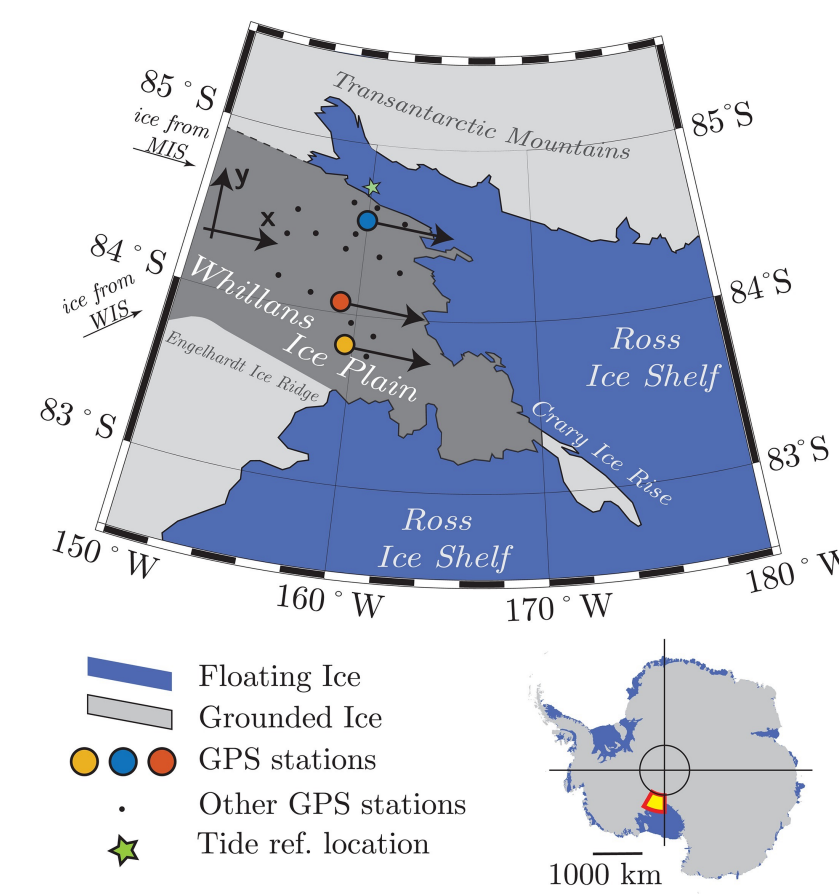 Transantarctic Mountains
85°S
85°S
ice from
MIS
y
x
84°S
84°S
ice from
WIS
Whillans
Ice Plain
Engelhardt Ice Ridge
Ross
Ice Shelf
83°S
83°S
Crary Ice Rise
Ross
Ice Shelf
150°W
160°W
170°W
180°W
Floating Ice
Grounded Ice
GPS stations
Other GPS stations
Tide ref. location
1000 km